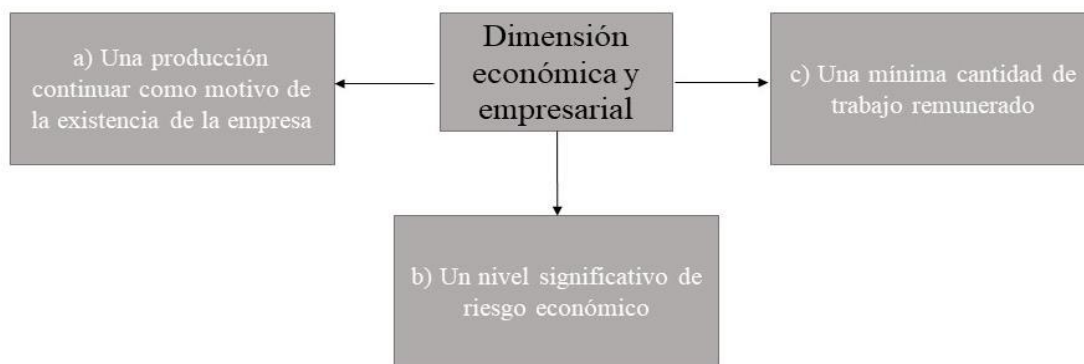 Dimensión
económica y
empresarial
a) Una producción
continuar como motivo de
la existencia de la empresa
c) Una mínima cantidad de
trabajo remunerado
b) Un nivel significativo de
riesgo económico